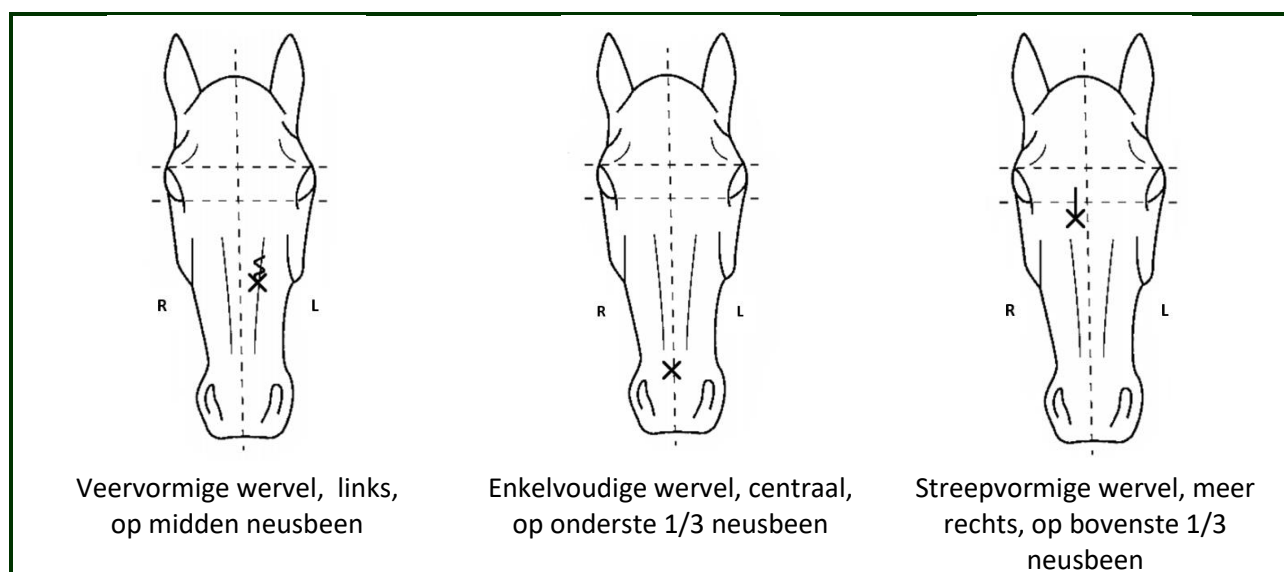 R L
R L
R L
Veervormige wervel, links,
op midden neusbeen
Enkelvoudige wervel, centraal,
op onderste 1/3 neusbeen
Streepvormige wervel, meer
rechts, op bovenste 1/3
neusbeen